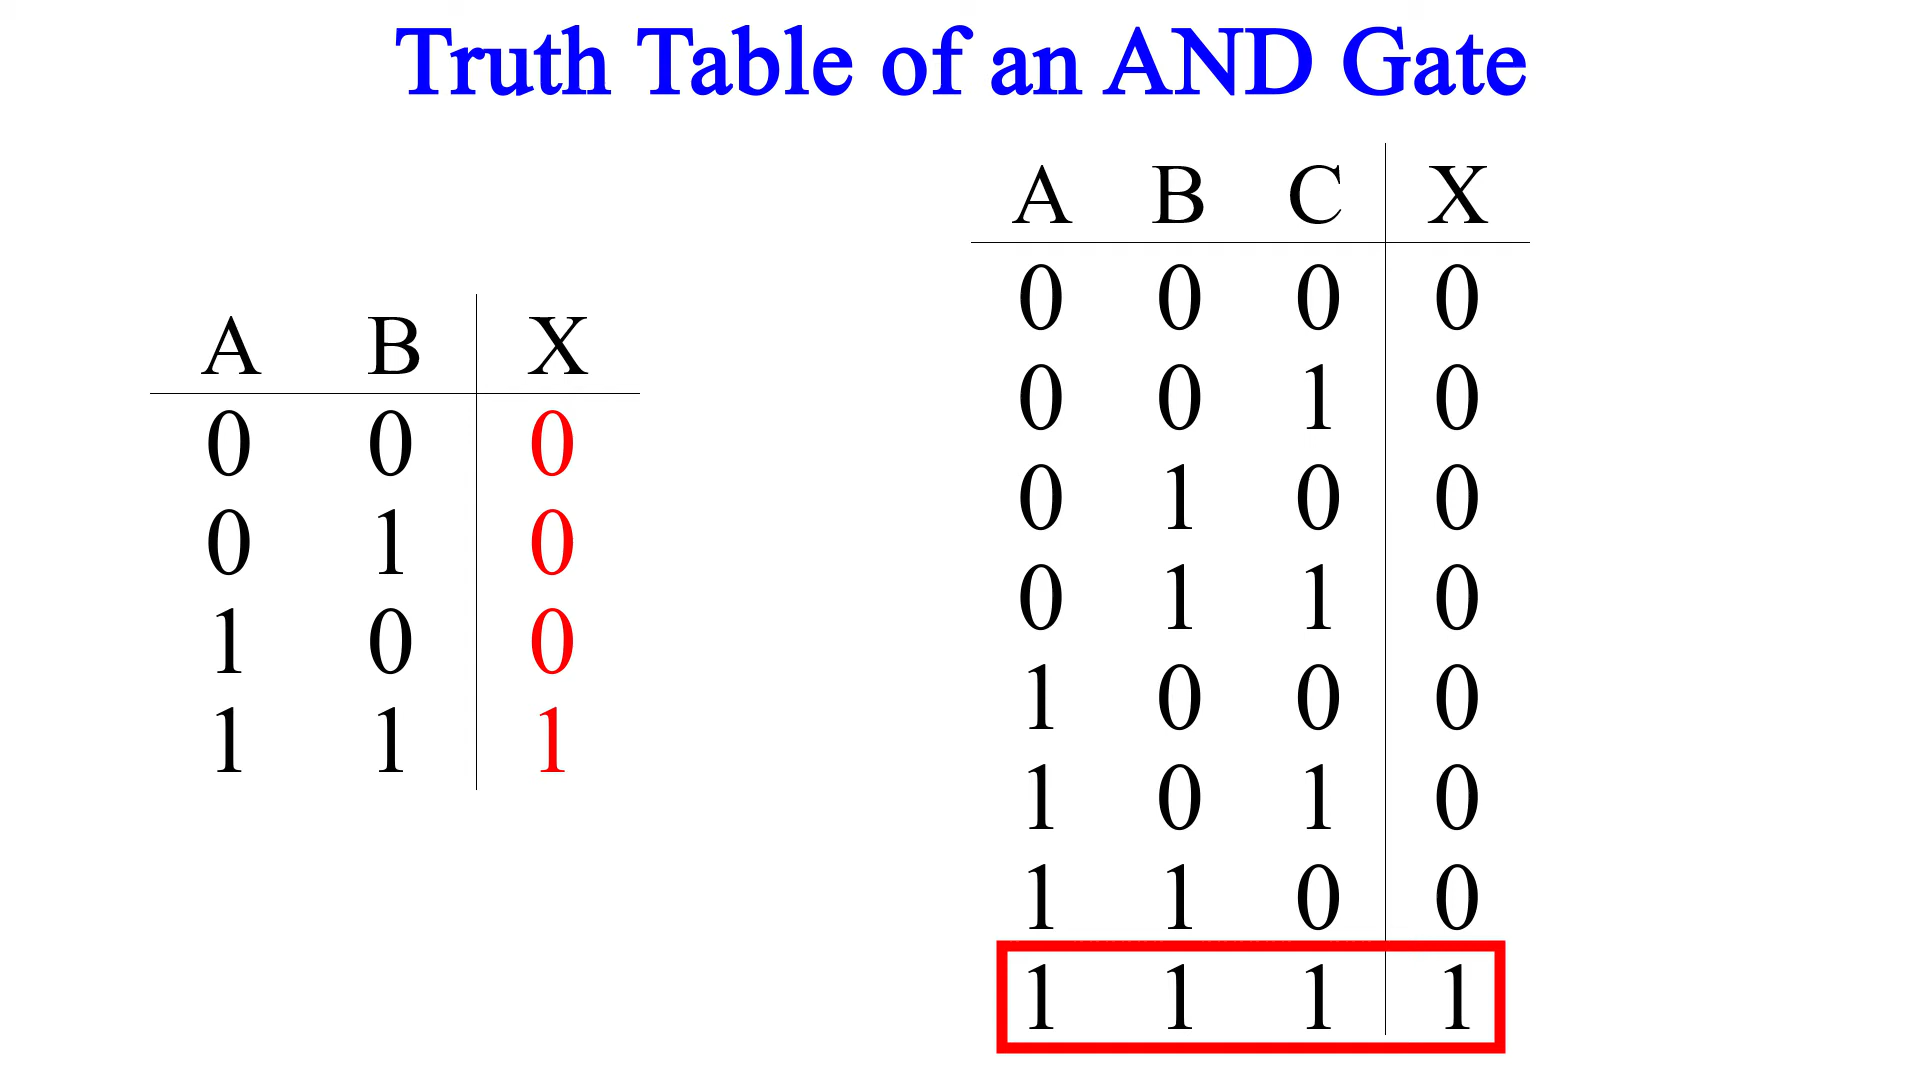 Truth Table of an AND Gate
A B X
0 0 0
0 1 0
1 0 0
1 1 1
A B C X
0 0 0 0
0 0 1 0
0 1 0 0
0 1 1 0
1 0 0 0
1 0 1 0
1 1 0 0
1 1 1 1